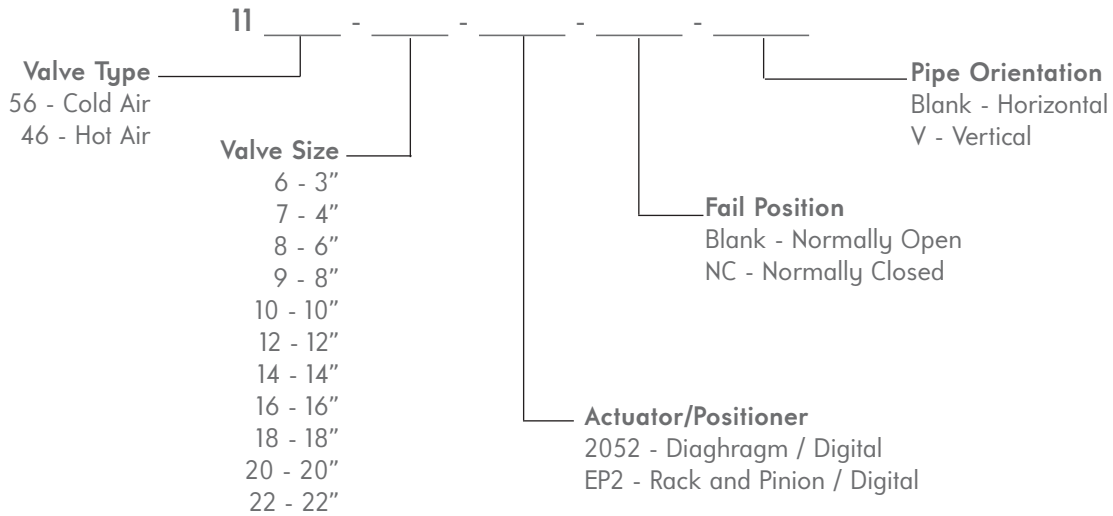 11 _____ - _____ - _____ - _____ - _____
Valve Type
56 - Cold Air
46 - Hot Air
Valve Size
6 - 3”
7 - 4”
8 - 6”
9 - 8”
10 - 10”
12 - 12”
14 - 14”
16 - 16”
18 - 18”
20 - 20”
22 - 22”
Actuator/Positioner
2052 - Diaghragm / Digital
EP2 - Rack and Pinion / Digital
Fail Position
Blank - Normally Open
NC - Normally Closed
Pipe Orientation
Blank - Horizontal
V - Vertical